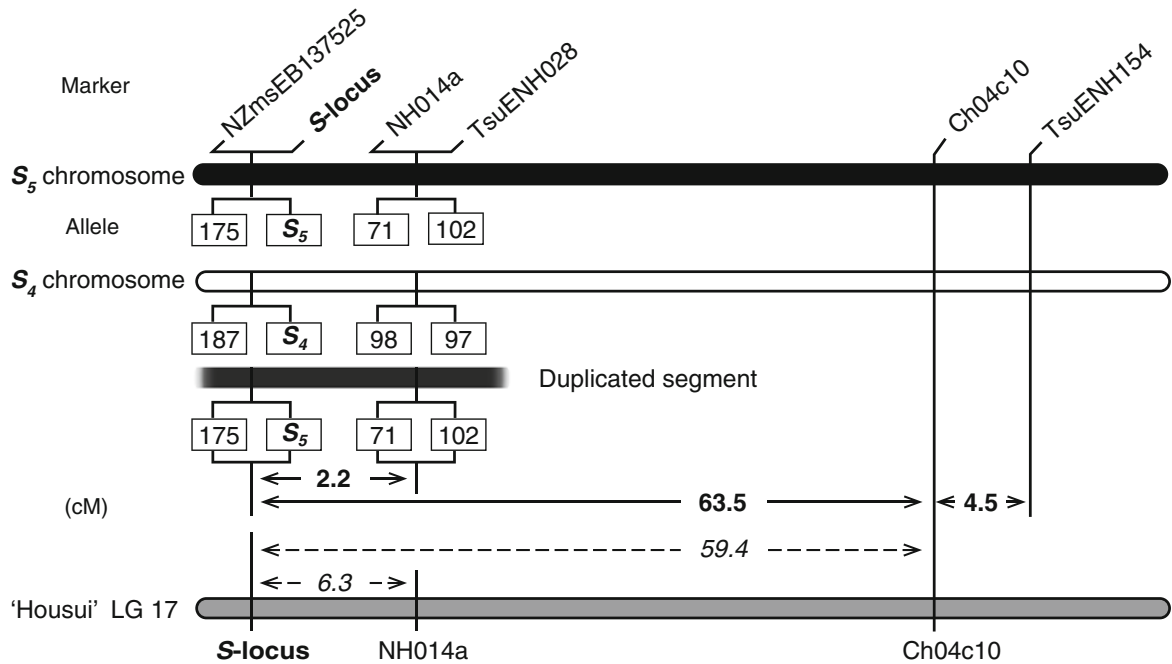 Marker
NZmsEB137525
S-locus
NH014a
TsuENH028
Ch04c10
TsuENH154
S5 chromosome
Allele
175 S5 71 102
S4 chromosome
187 S4 98 97
Duplicated segment
175 S5 71 102
2.2
(cM)
63.5 4.5
59.4
6.3
'Housui' LG 17
S-locus NH014a Ch04c10